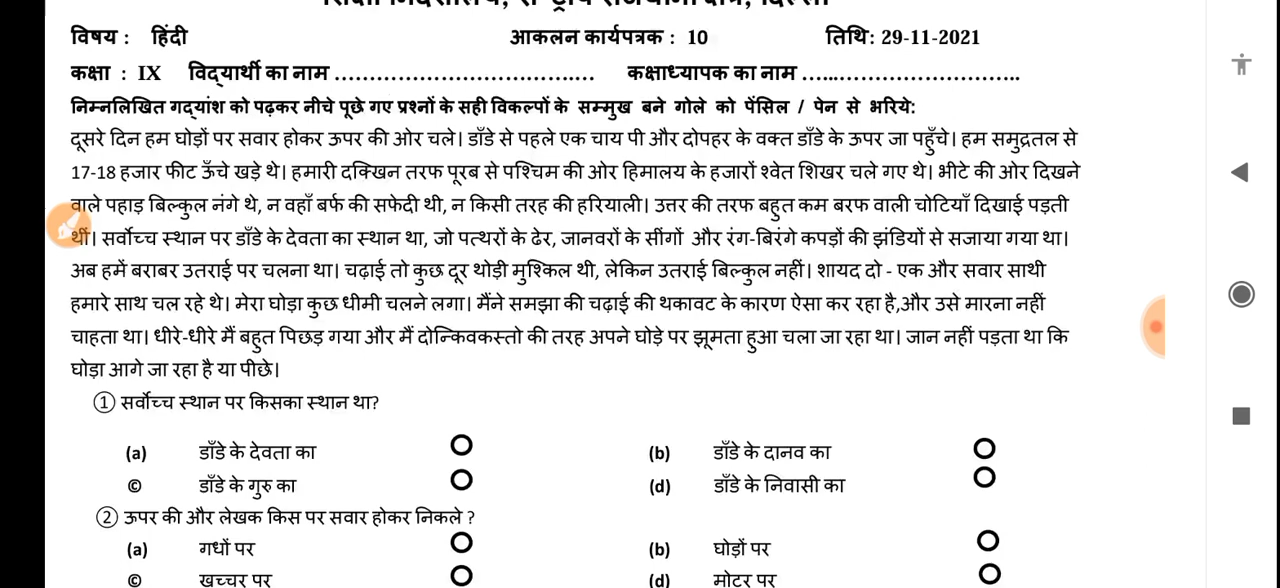 विषय : हिंदी आकलन कार्यपत्रक : 10 तिथि: 29-11-2021
कक्षा : IX विद्यार्थी का नाम ..................................... कक्षाध्यापक का नाम ...............................
निम्नलिखित गद्यांश को पढ़कर नीचे पूछे गए प्रश्नों के सही विकल्पों के सम्मुख बने गोले को पेंसिल / पेन से भरिये:
दूसरे दिन हम घोड़ों पर सवार होकर ऊपर की ओर चले। डाँडे से पहले एक चाय पी और दोपहर के वक्त डाँडे के ऊपर जा पहुँचे। हम समुद्रतल से
17-18 हजार फीट ऊँचे खड़े थे। हमारी दक्खिन तरफ पूरब से पश्चिम की ओर हिमालय के हजारों श्वेत शिखर चले गए थे। भीटे की ओर दिखने
वाले पहाड़ बिल्कुल नंगे थे, न वहाँ बर्फ की सफेदी थी, न किसी तरह की हरियाली। उत्तर की तरफ बहुत कम बरफ वाली चोटियाँ दिखाई पड़ती
थीं। सर्वोच्च स्थान पर डाँडे के देवता का स्थान था, जो पत्थरों के ढेर, जानवरों के सींगों और रंग-बिरंगे कपड़ों की झंडियों से सजाया गया था।
अब हमें बराबर उतराई पर चलना था। चढ़ाई तो कुछ दूर थोड़ी मुश्किल थी, लेकिन उतराई बिल्कुल नहीं। शायद दो - एक और सवार साथी
हमारे साथ चल रहे थे। मेरा घोड़ा कुछ धीमी चलने लगा। मैंने समझा की चढ़ाई की थकावट के कारण ऐसा कर रहा है,और उसे मारना नहीं
चाहता था। धीरे-धीरे मैं बहुत पिछड़ गया और मैं दोन्किवकस्तो की तरह अपने घोड़े पर झूमता हुआ चला जा रहा था। जान नहीं पड़ता था कि
घोड़ा आगे जा रहा है या पीछे।
① सर्वोच्च स्थान पर किसका स्थान था?
(a) डाँडे के देवता का (b) डाँडे के दानव का
© डाँडे के गुरु का (d) डाँडे के निवासी का
② ऊपर की और लेखक किस पर सवार होकर निकले ?
(a) गधों पर (b) घोड़ों पर
© खच्चर पर (d) मोटर पर